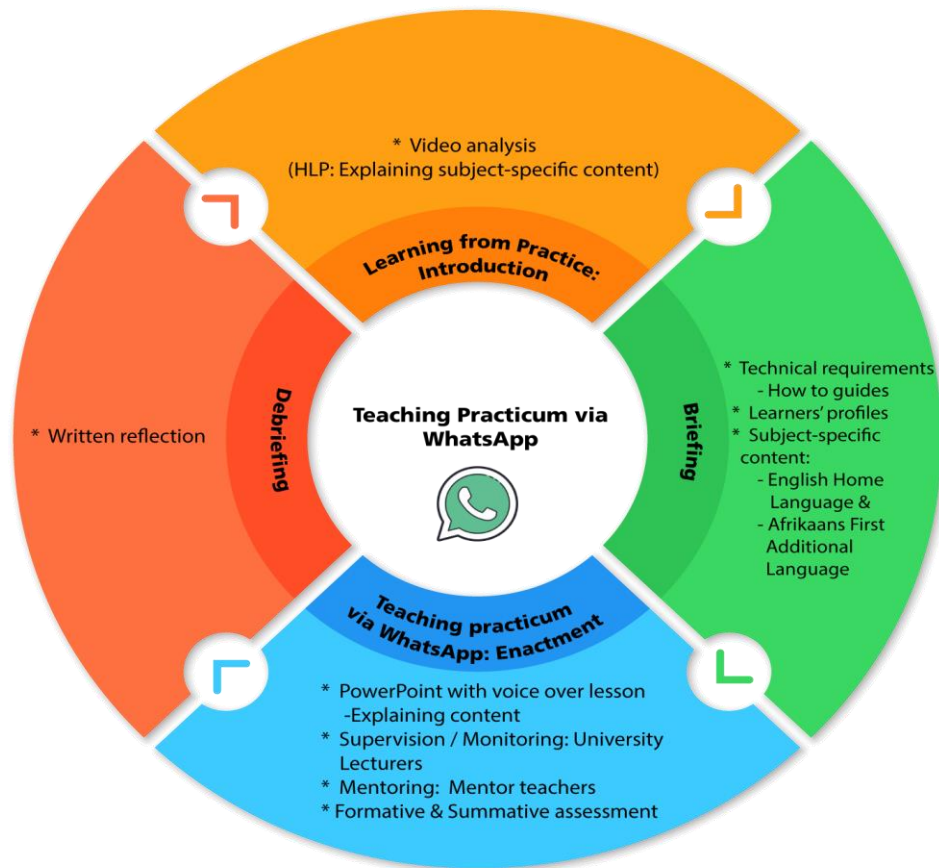 * Video analysis
(HLP: Explaining subject-specific content)
Learning from Practice:
Introduction
* Technical requirements
- How to guides
* Learners' profiles
* Subject-specific
content:
- English Home
Language &
- Afrikaans First
Additional
Language
Briefing
Teaching Practicum via
WhatsApp
Teaching practicum
via WhatsApp: Enactment
* PowerPoint with voice over lesson
-Explaining content
* Supervision / Monitoring: University
Lecturers
* Mentoring: Mentor teachers
* Formative & Summative assessment
Debriefing
* Written reflection